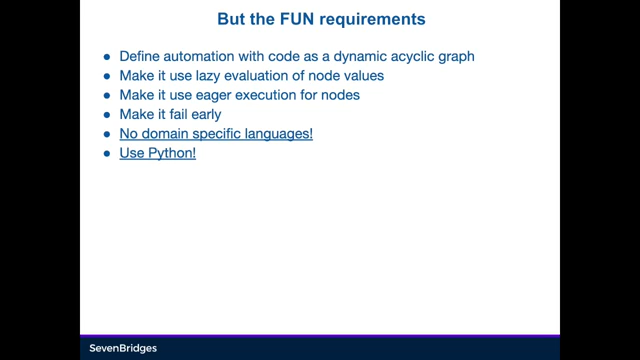 But the FUN requirements
● Define automation with code as a dynamic acyclic graph
● Make it use lazy evaluation of node values
● Make it use eager execution for nodes
● Make it fail early
● No domain specific languages!
● Use Python!
SevenBridges